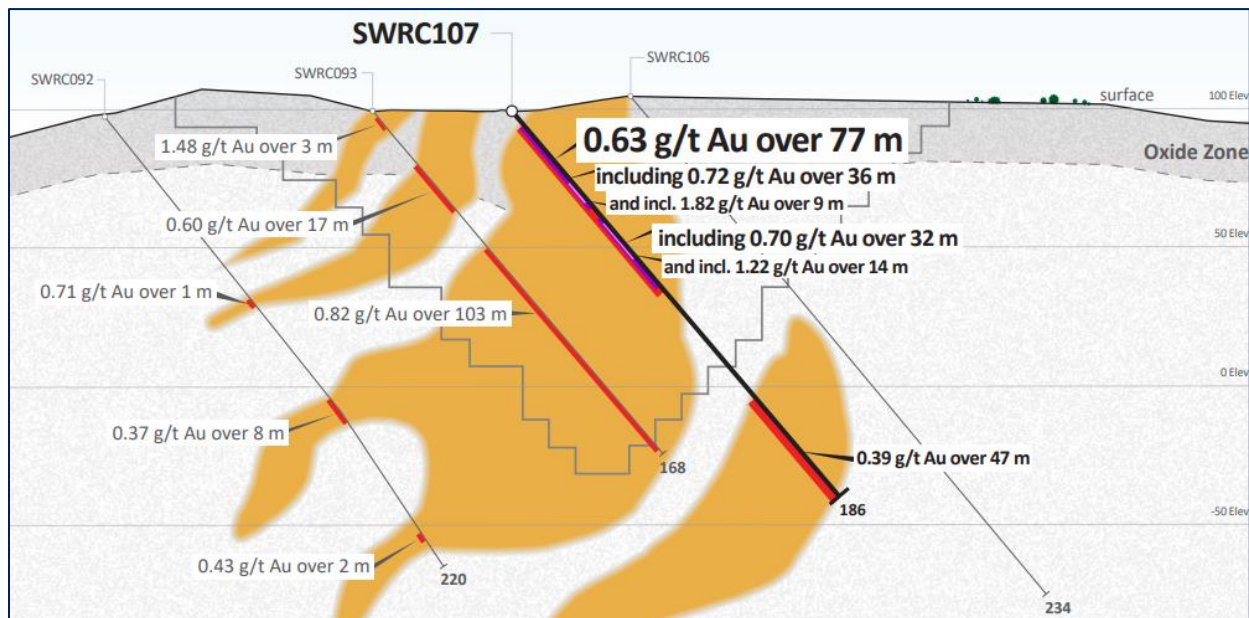 SWRC107
SWRC106
SWRC093
SWRC092
surface
100 Elev
Oxide Zone
1.48 g/t Au over 3 m
0.63 g/t Au over 77 m
including 0.72 g/t Au over 36 m
and incl. 1.82 g/t Au over 9 m
0.60 g/t Au over 17 m
including 0.70 g/t Au over 32 m
50 Elev
and incl. 1.22 g/t Au over 14 m
0.71 g/t Au over 1 m
0.82 g/t Au over 103 m
0 Elev
0.37 g/t Au over 8 m
0.39 g/t Au over 47 m
168
186
-50 Elev
0.43 g/t Au over 2 m
220
234